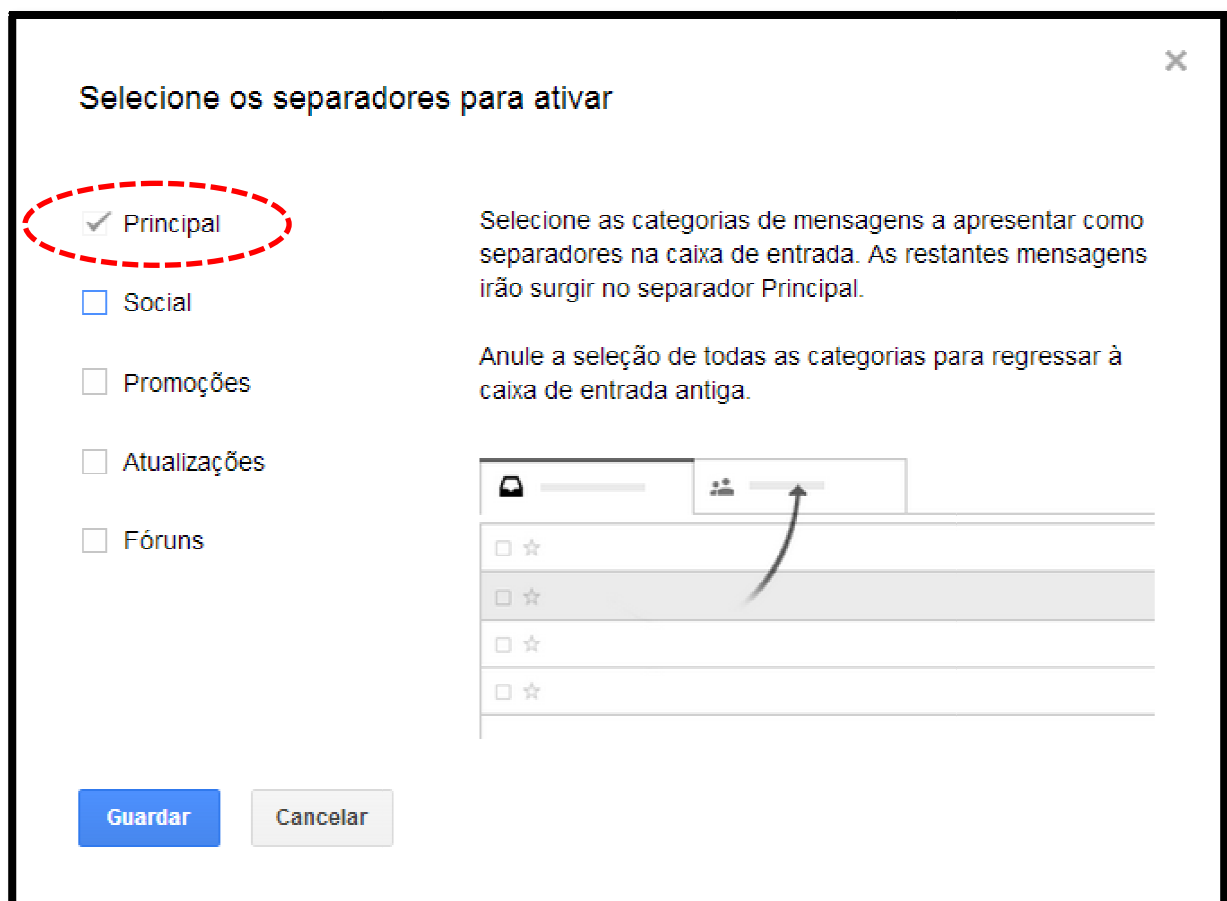 Selecione os separadores para ativar
Principal
Social
Promoções
Atualizações
Fóruns
Selecione as categorias de mensagens a apresentar como
separadores na caixa de entrada. As restantes mensagens
irão surgir no separador Principal.
Anule a seleção de todas as categorias para regressar à
caixa de entrada antiga.
Guardar
Cancelar